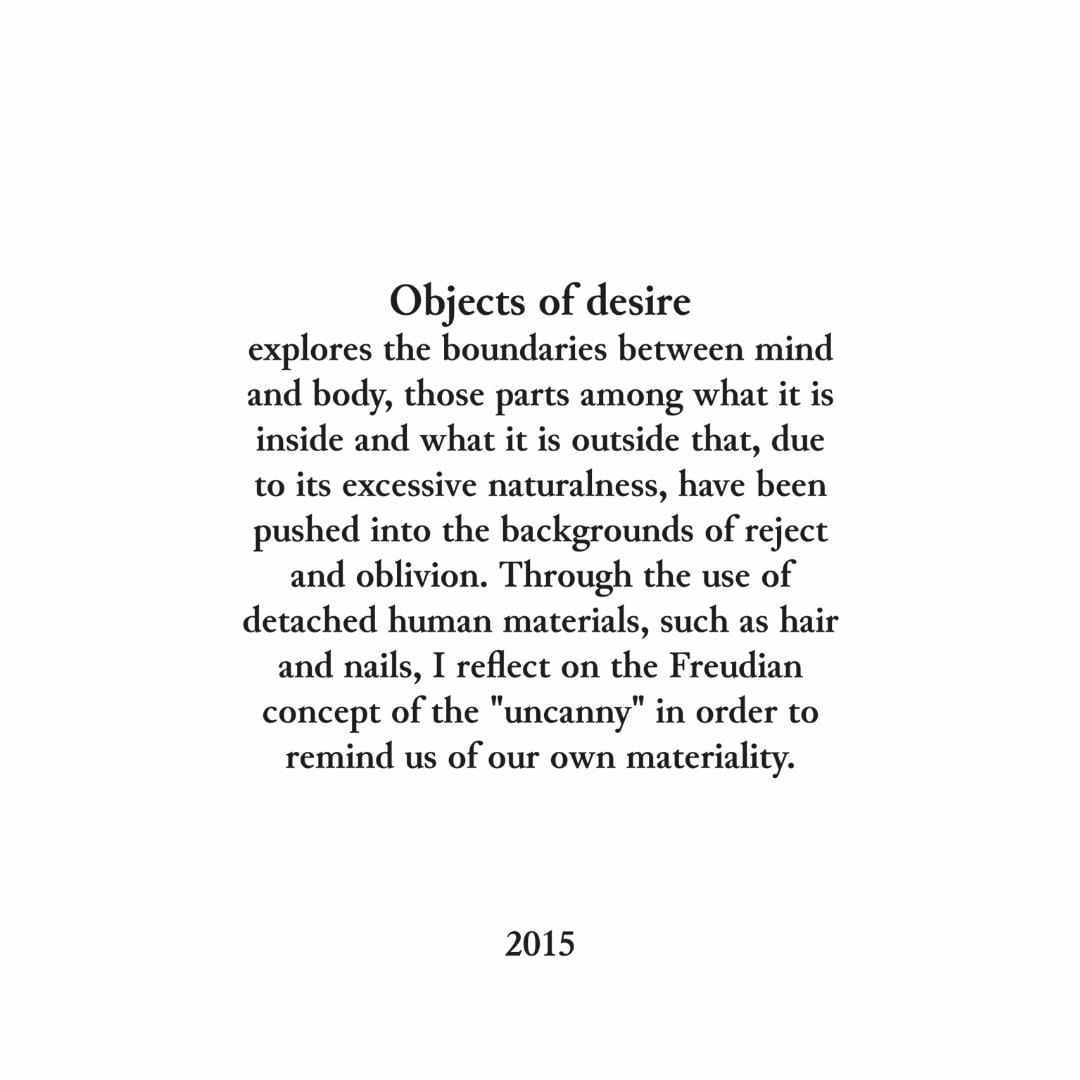 Objects of desire
explores the boundaries between mind
and body, those parts among what it is
inside and what it is outside that, due
to its excessive naturalness, have been
pushed into the backgrounds of reject
and oblivion. Through the use of
detached human materials, such as hair
and nails, I reflect on the Freudian
concept of the "uncanny" in order to
remind us of our own materiality.
2015